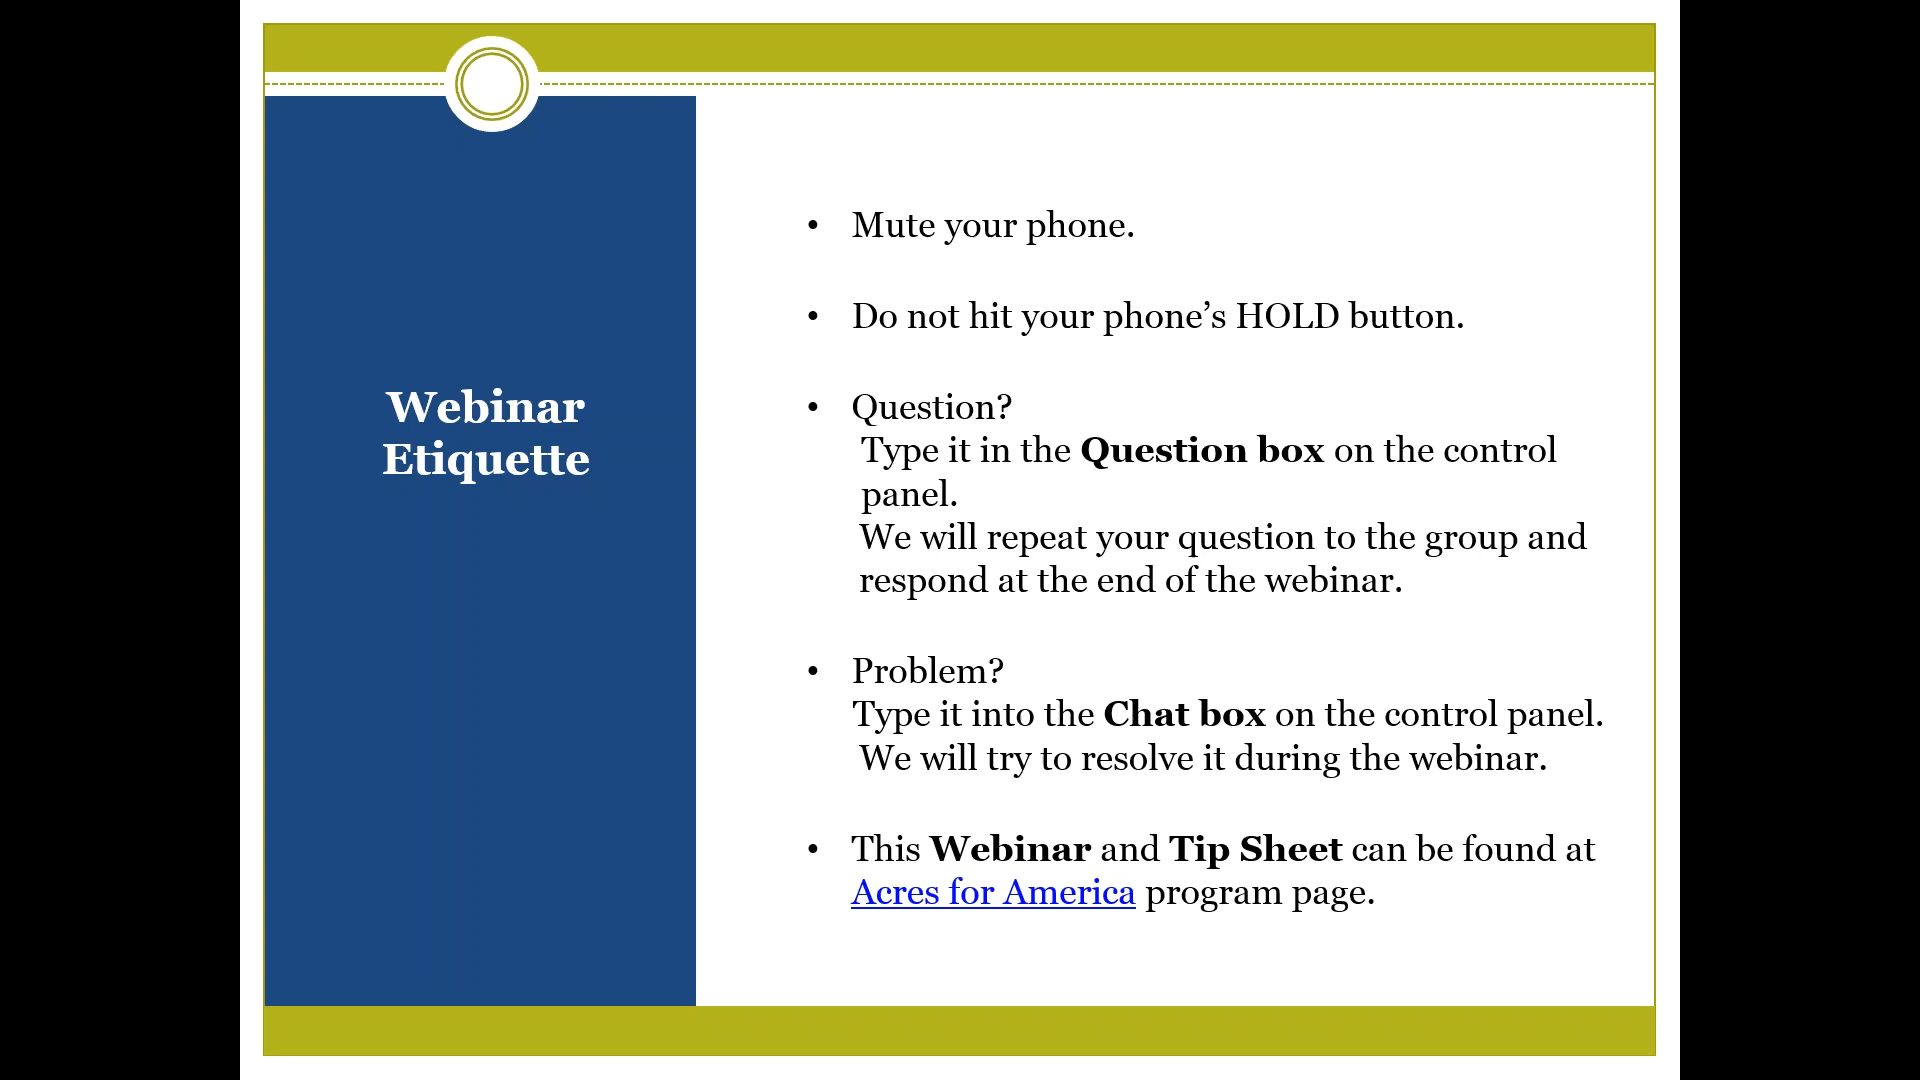 Webinar
Etiquette
• Mute your phone.
• Do not hit your phone’s HOLD button.
• Question?
Type it in the Question box on the control
panel.
We will repeat your question to the group and
respond at the end of the webinar.
• Problem?
Type it into the Chat box on the control panel.
We will try to resolve it during the webinar.
• This Webinar and Tip Sheet can be found at
Acres for America program page.